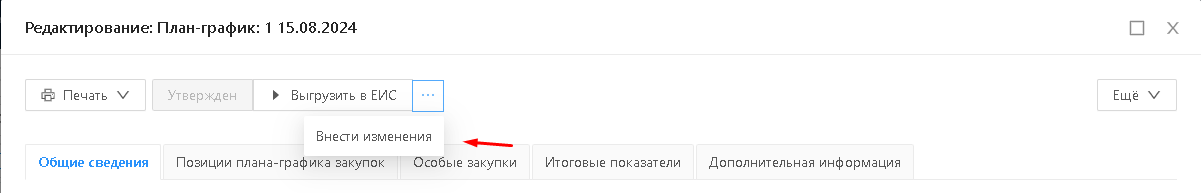 Редактирование: План-график: 1 15.08.2024
Печать Утвержден Выгрузить в ЕИС ... Ещё
Внести изменения
Общие сведения Позиции плана-графика закупок Особые закупки Итоговые показатели Дополнительная информация